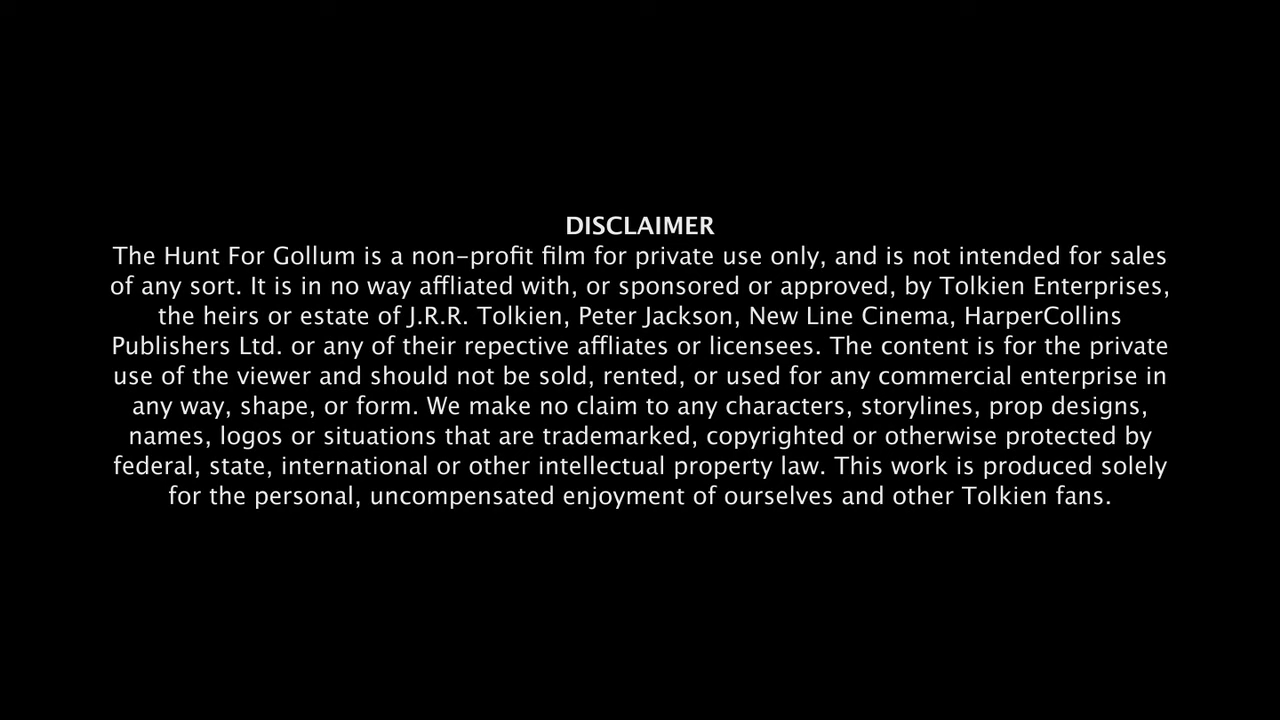 DISCLAIMER
The Hunt For Gollum is a non-profit film for private use only, and is not intended for sales
of any sort. It is in no way affliated with, or sponsored or approved, by Tolkien Enterprises,
the heirs or estate of J.R.R. Tolkien, Peter Jackson, New Line Cinema, HarperCollins
Publishers Ltd. or any of their repective affliates or licensees. The content is for the private
use of the viewer and should not be sold, rented, or used for any commercial enterprise in
any way, shape, or form. We make no claim to any characters, storylines, prop designs,
names, logos or situations that are trademarked, copyrighted or otherwise protected by
federal, state, international or other intellectual property law. This work is produced solely
for the personal, uncompensated enjoyment of ourselves and other Tolkien fans.